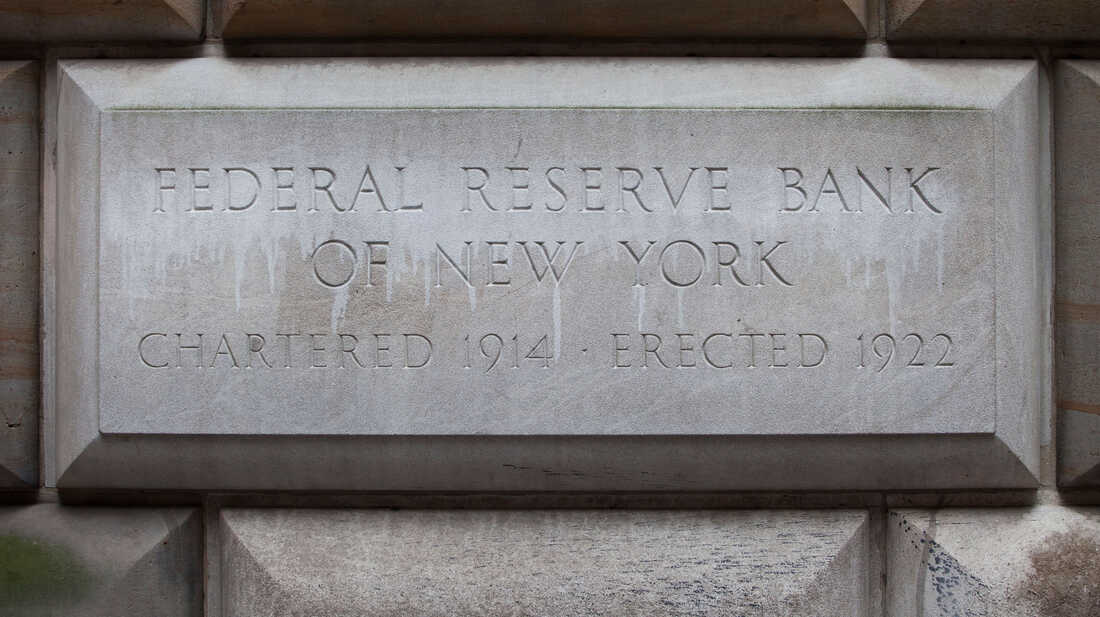 FEDERAL RESERVE BANK
OF NEW YORK
CHARTERED 1914 · ERECTED 1922